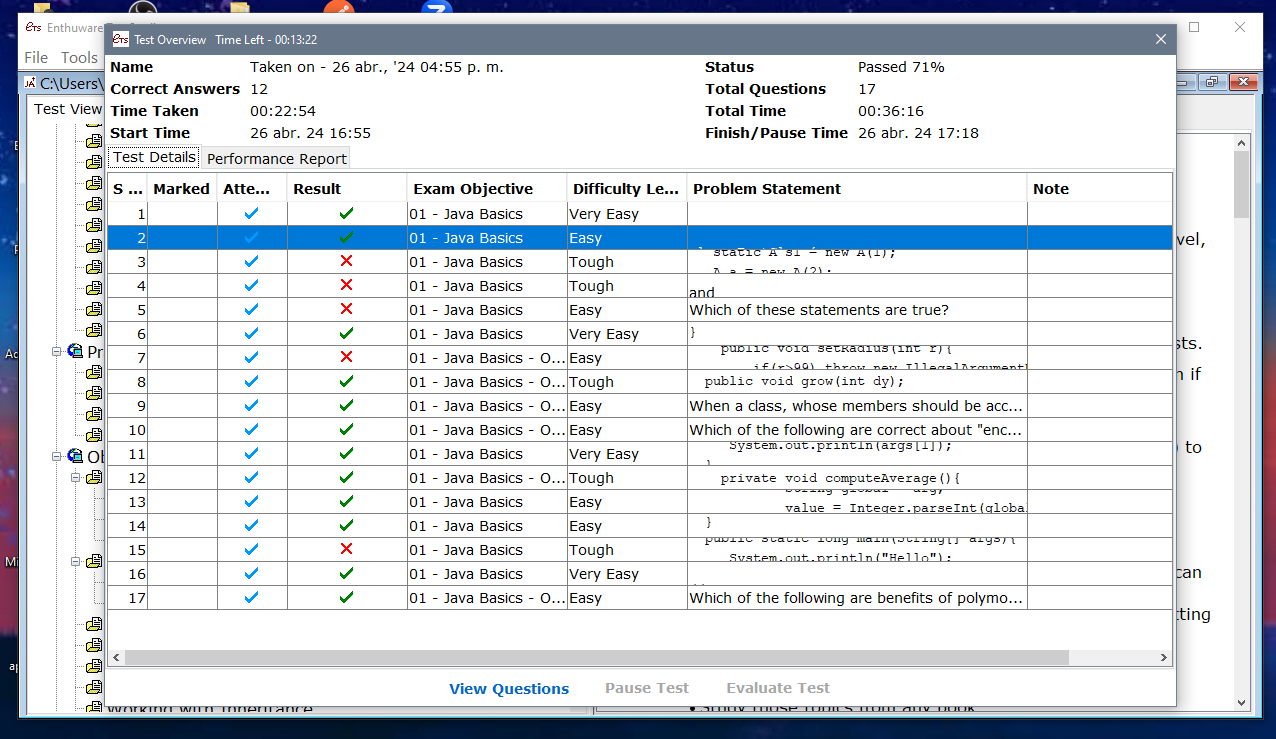 ETS Enthuware
File Tools
C:\Users\
Test View
ETS Test Overview Time Left - 00:13:22
Name Taken on - 26 abr., '24 04:55 p. m. Status Passed 71%
Correct Answers 12 Total Questions 17
Time Taken 00:22:54 Total Time 00:36:16
Start Time 26 abr. 24 16:55 Finish/Pause Time 26 abr. 24 17:18
Test Details Performance Report
S ... Marked Atte... Result Exam Objective Difficulty Le... Problem Statement Note
1 01 - Java Basics Very Easy
2 01 - Java Basics Easy
3 01 - Java Basics Tough static A a1 = new A(1);
A a = new A(2);
4 01 - Java Basics Tough and
5 01 - Java Basics Easy Which of these statements are true?
6 01 - Java Basics Very Easy }
7 01 - Java Basics - O... Easy public void setRadius(int r){
if(r>99) throw new IllegalArgument
8 01 - Java Basics - O... Tough public void grow(int dy);
9 01 - Java Basics - O... Easy When a class, whose members should be acc...
10 01 - Java Basics - O... Easy Which of the following are correct about "enc...
11 01 - Java Basics - O... Very Easy System.out.println(args[1]);
}
12 01 - Java Basics - O... Tough private void computeAverage(){
13 01 - Java Basics Easy String global = arg;
value = Integer.parseInt(globa
14 01 - Java Basics Easy }
15 01 - Java Basics Tough public static long main(String[] args){
System.out.println("Hello");
16 01 - Java Basics Very Easy
17 01 - Java Basics - O... Easy Which of the following are benefits of polymo...
View Questions Pause Test Evaluate Test
Pr
Ob
vel,
sts.
n if
) to
can
tting
Working with Inheritance
• Study those topics from any book